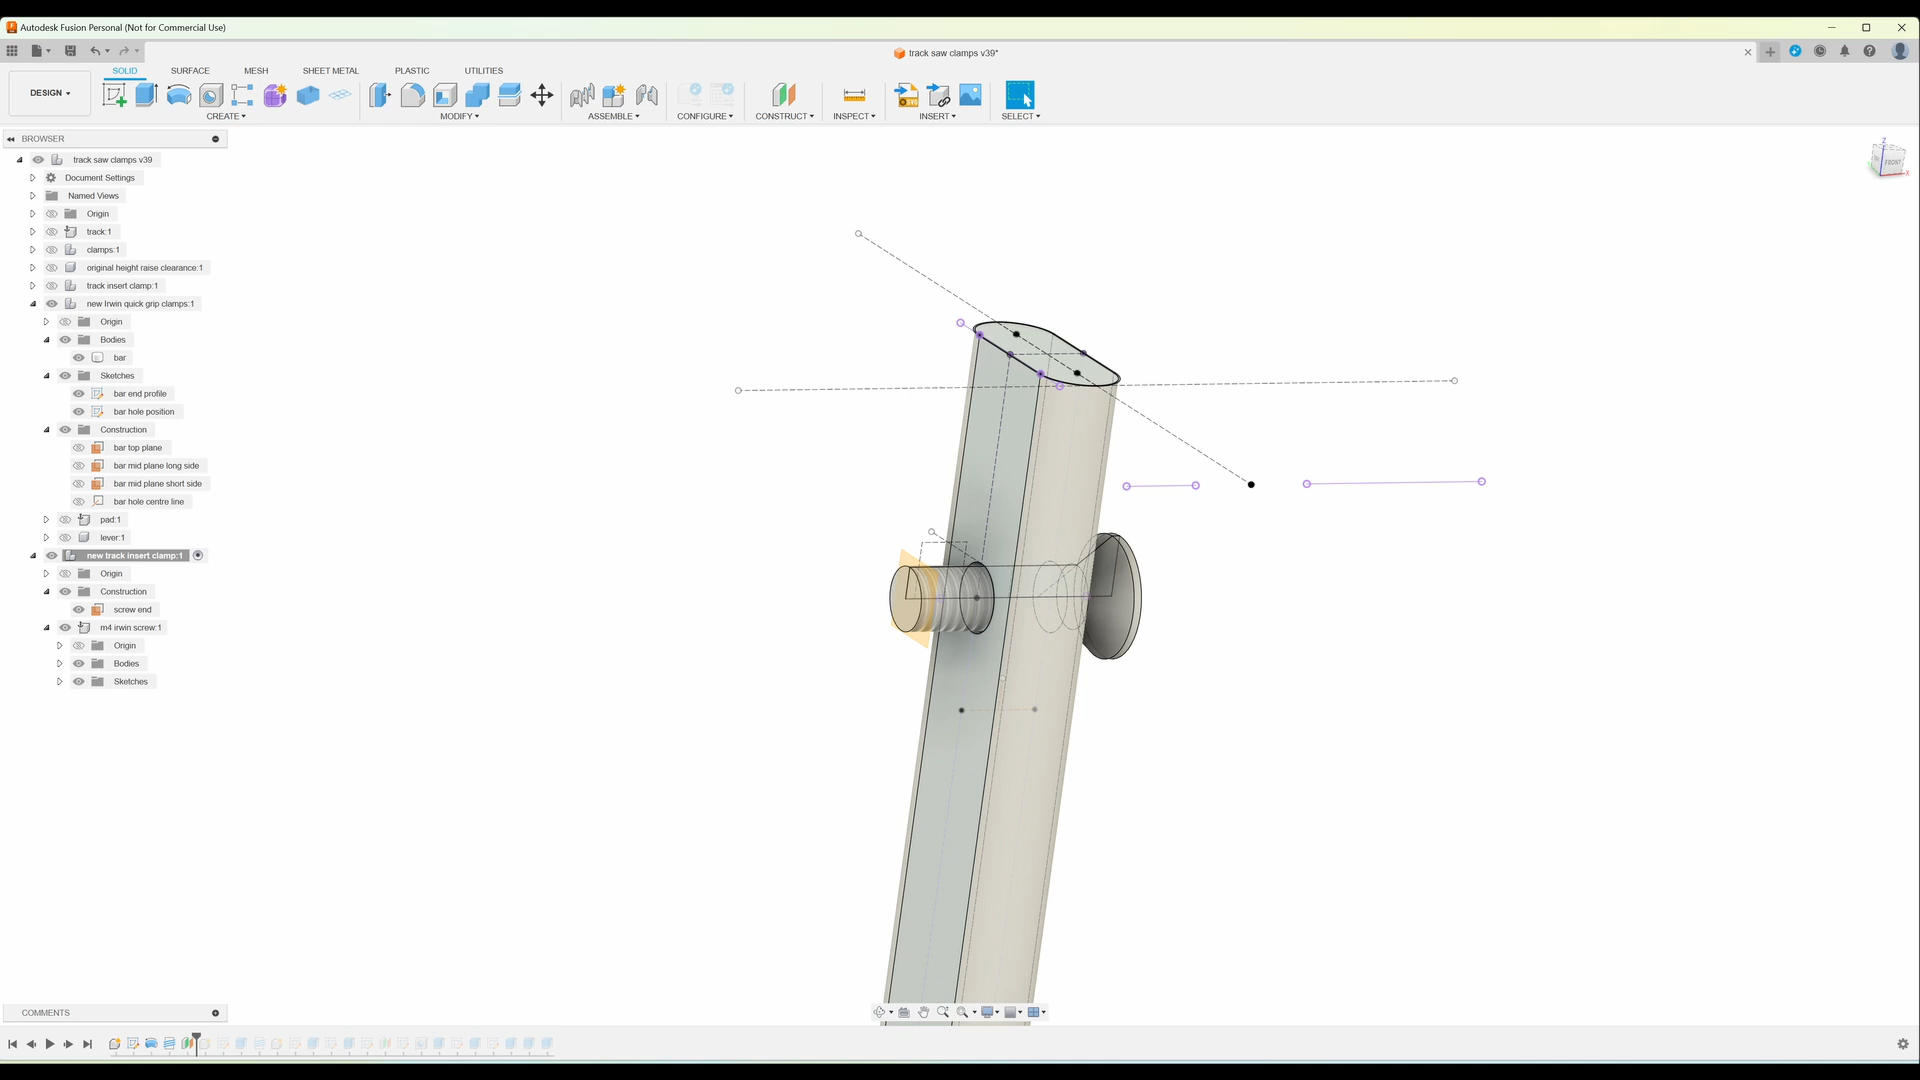 Autodesk Fusion Personal (Not for Commercial Use)
track saw clamps v39*
SOLID SURFACE MESH SHEET METAL PLASTIC UTILITIES
DESIGN
CREATE MODIFY ASSEMBLE CONFIGURE CONSTRUCT INSPECT INSERT SELECT
BROWSER
track saw clamps v39
Document Settings
Named Views
Origin
track:1
clamps:1
original height raise clearance:1
track insert clamp:1
new Irwin quick grip clamps:1
Origin
Bodies
bar
Sketches
bar end profile
bar hole position
Construction
bar top plane
bar mid plane long side
bar mid plane short side
bar hole centre line
pad:1
lever:1
new track insert clamp:1
Origin
Construction
screw end
m4 irwin screw:1
Origin
Bodies
Sketches
Z
FRONT
X
COMMENTS